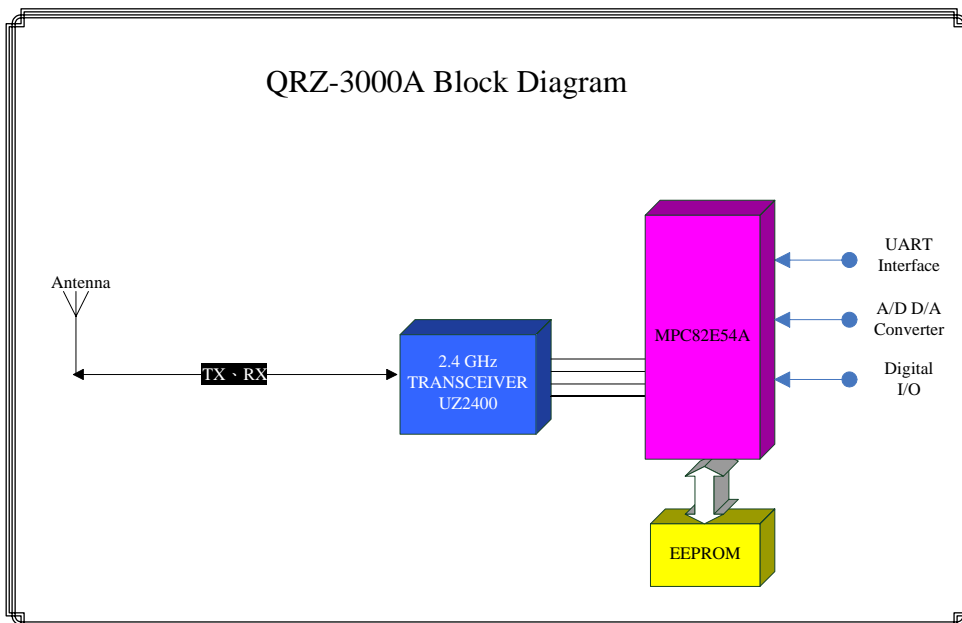 QRZ-3000A Block Diagram
Antenna
TX、RX
2.4 GHz
TRANSCEIVER
UZ2400
MPC82E54A
UART
Interface
A/D D/A
Converter
Digital
I/O
EEPROM